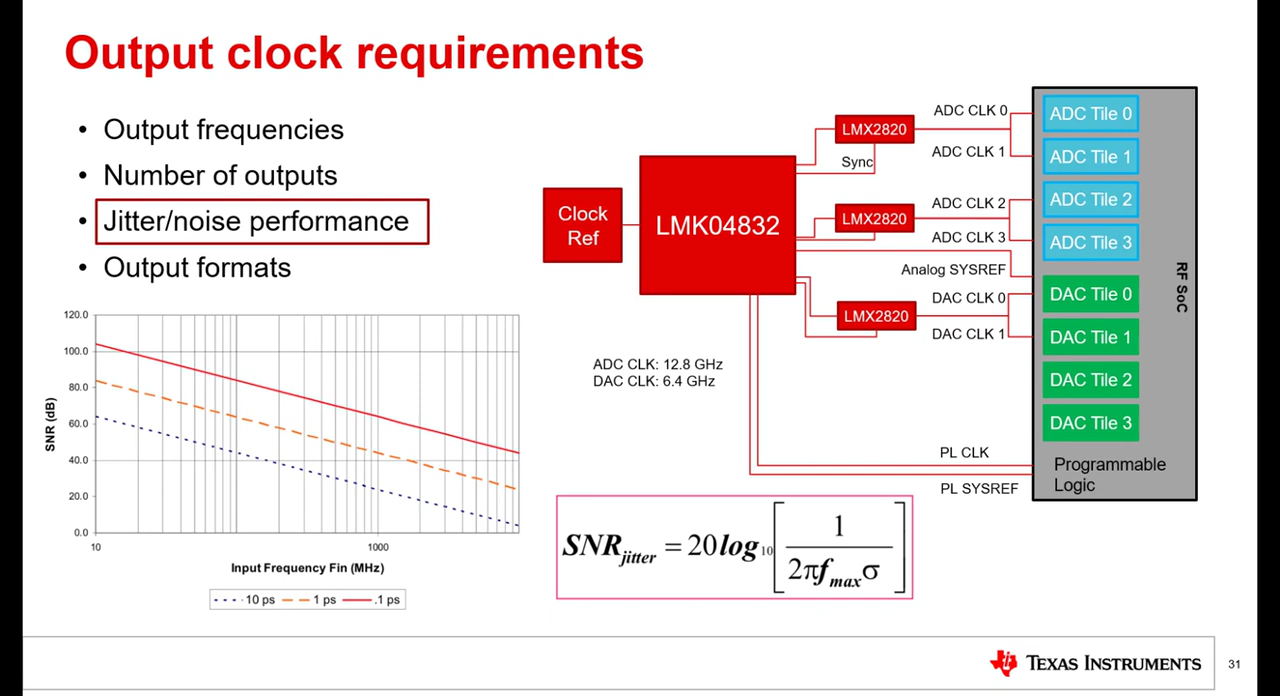 Output clock requirements
• Output frequencies
• Number of outputs
• Jitter/noise performance
• Output formats
120.0
100.0
80.0
60.0
40.0
20.0
0.0
SNR (dB)
10
1000
Input Frequency Fin (MHz)
10 ps
1 ps
.1 ps
Clock
Ref
LMK04832
LMX2820
Sync
LMX2820
LMX2820
ADC CLK 0
ADC CLK 1
ADC CLK 2
ADC CLK 3
Analog SYSREF
DAC CLK 0
DAC CLK 1
ADC CLK: 12.8 GHz
DAC CLK: 6.4 GHz
PL CLK
PL SYSREF
ADC Tile 0
ADC Tile 1
ADC Tile 2
ADC Tile 3
DAC Tile 0
DAC Tile 1
DAC Tile 2
DAC Tile 3
RF SoC
Programmable
Logic
SNRjitter = 20log10 [ 1 / 2πfmaxσ ]
TEXAS INSTRUMENTS
31